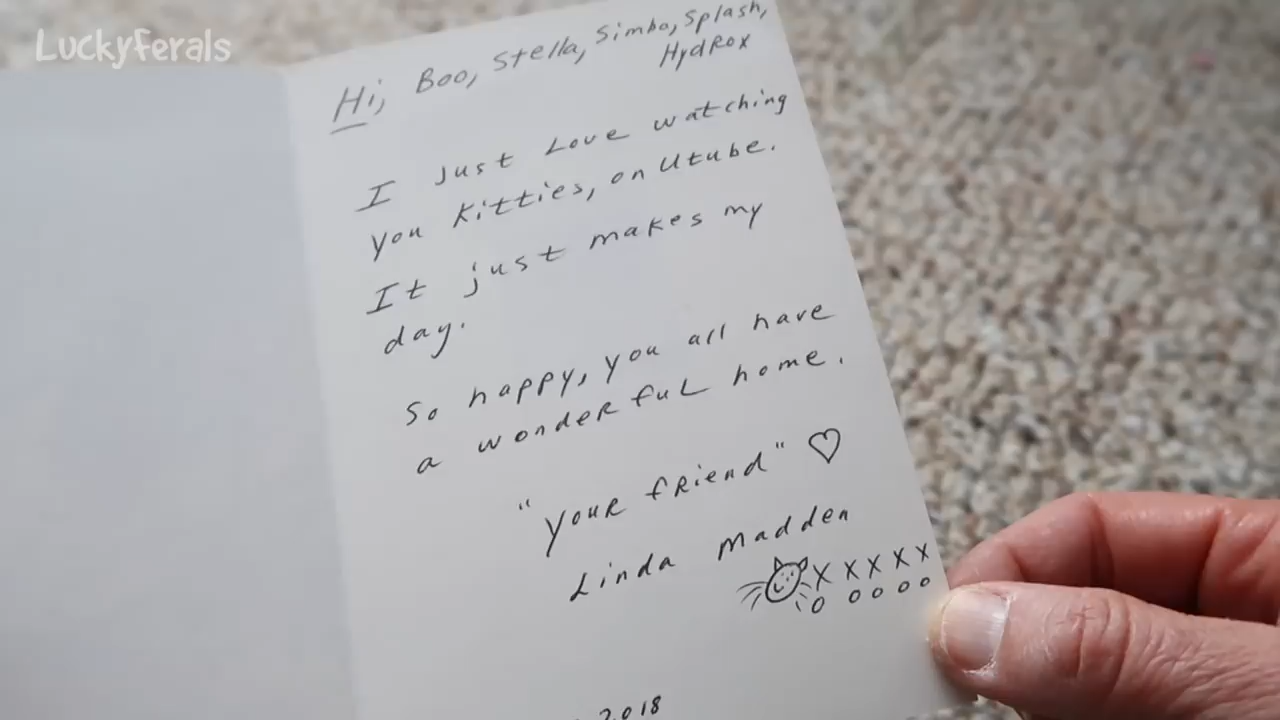 LuckyFerals
Hi, Boo, Stella, Simba, Splash,
HydRox
I just Love watching
you kitties, on Utube.
It just makes my
day.
So happy, you all have
a wonderful home.
"your friend" ♡
Linda Madden
X X X X X
O O O O O
2018